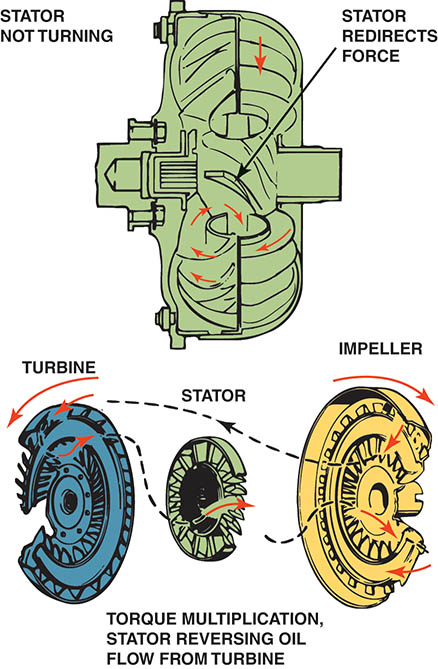 STATOR
NOT TURNING
STATOR
REDIRECTS
FORCE
TURBINE
STATOR
IMPELLER
TORQUE MULTIPLICATION,
STATOR REVERSING OIL
FLOW FROM TURBINE